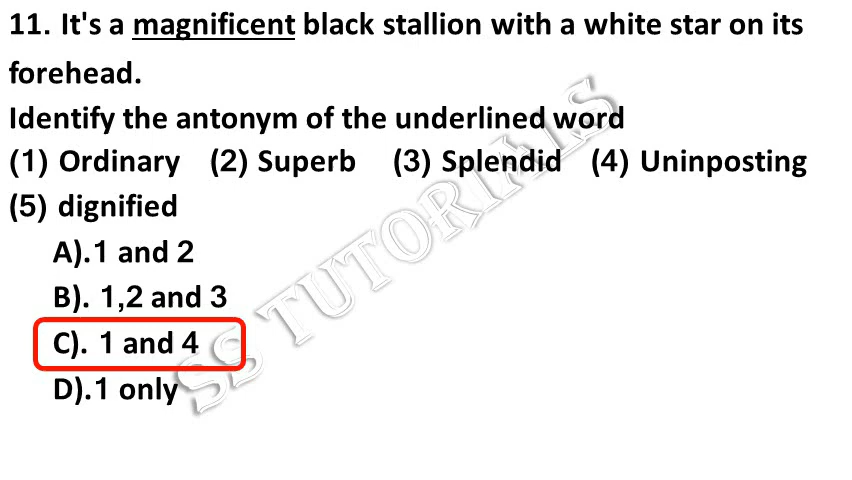 11. It's a magnificent black stallion with a white star on its
forehead.
Identify the antonym of the underlined word
(1) Ordinary (2) Superb (3) Splendid (4) Uninposting
(5) dignified
A).1 and 2
B). 1,2 and 3
C). 1 and 4
D).1 only
SS TUTORIALS